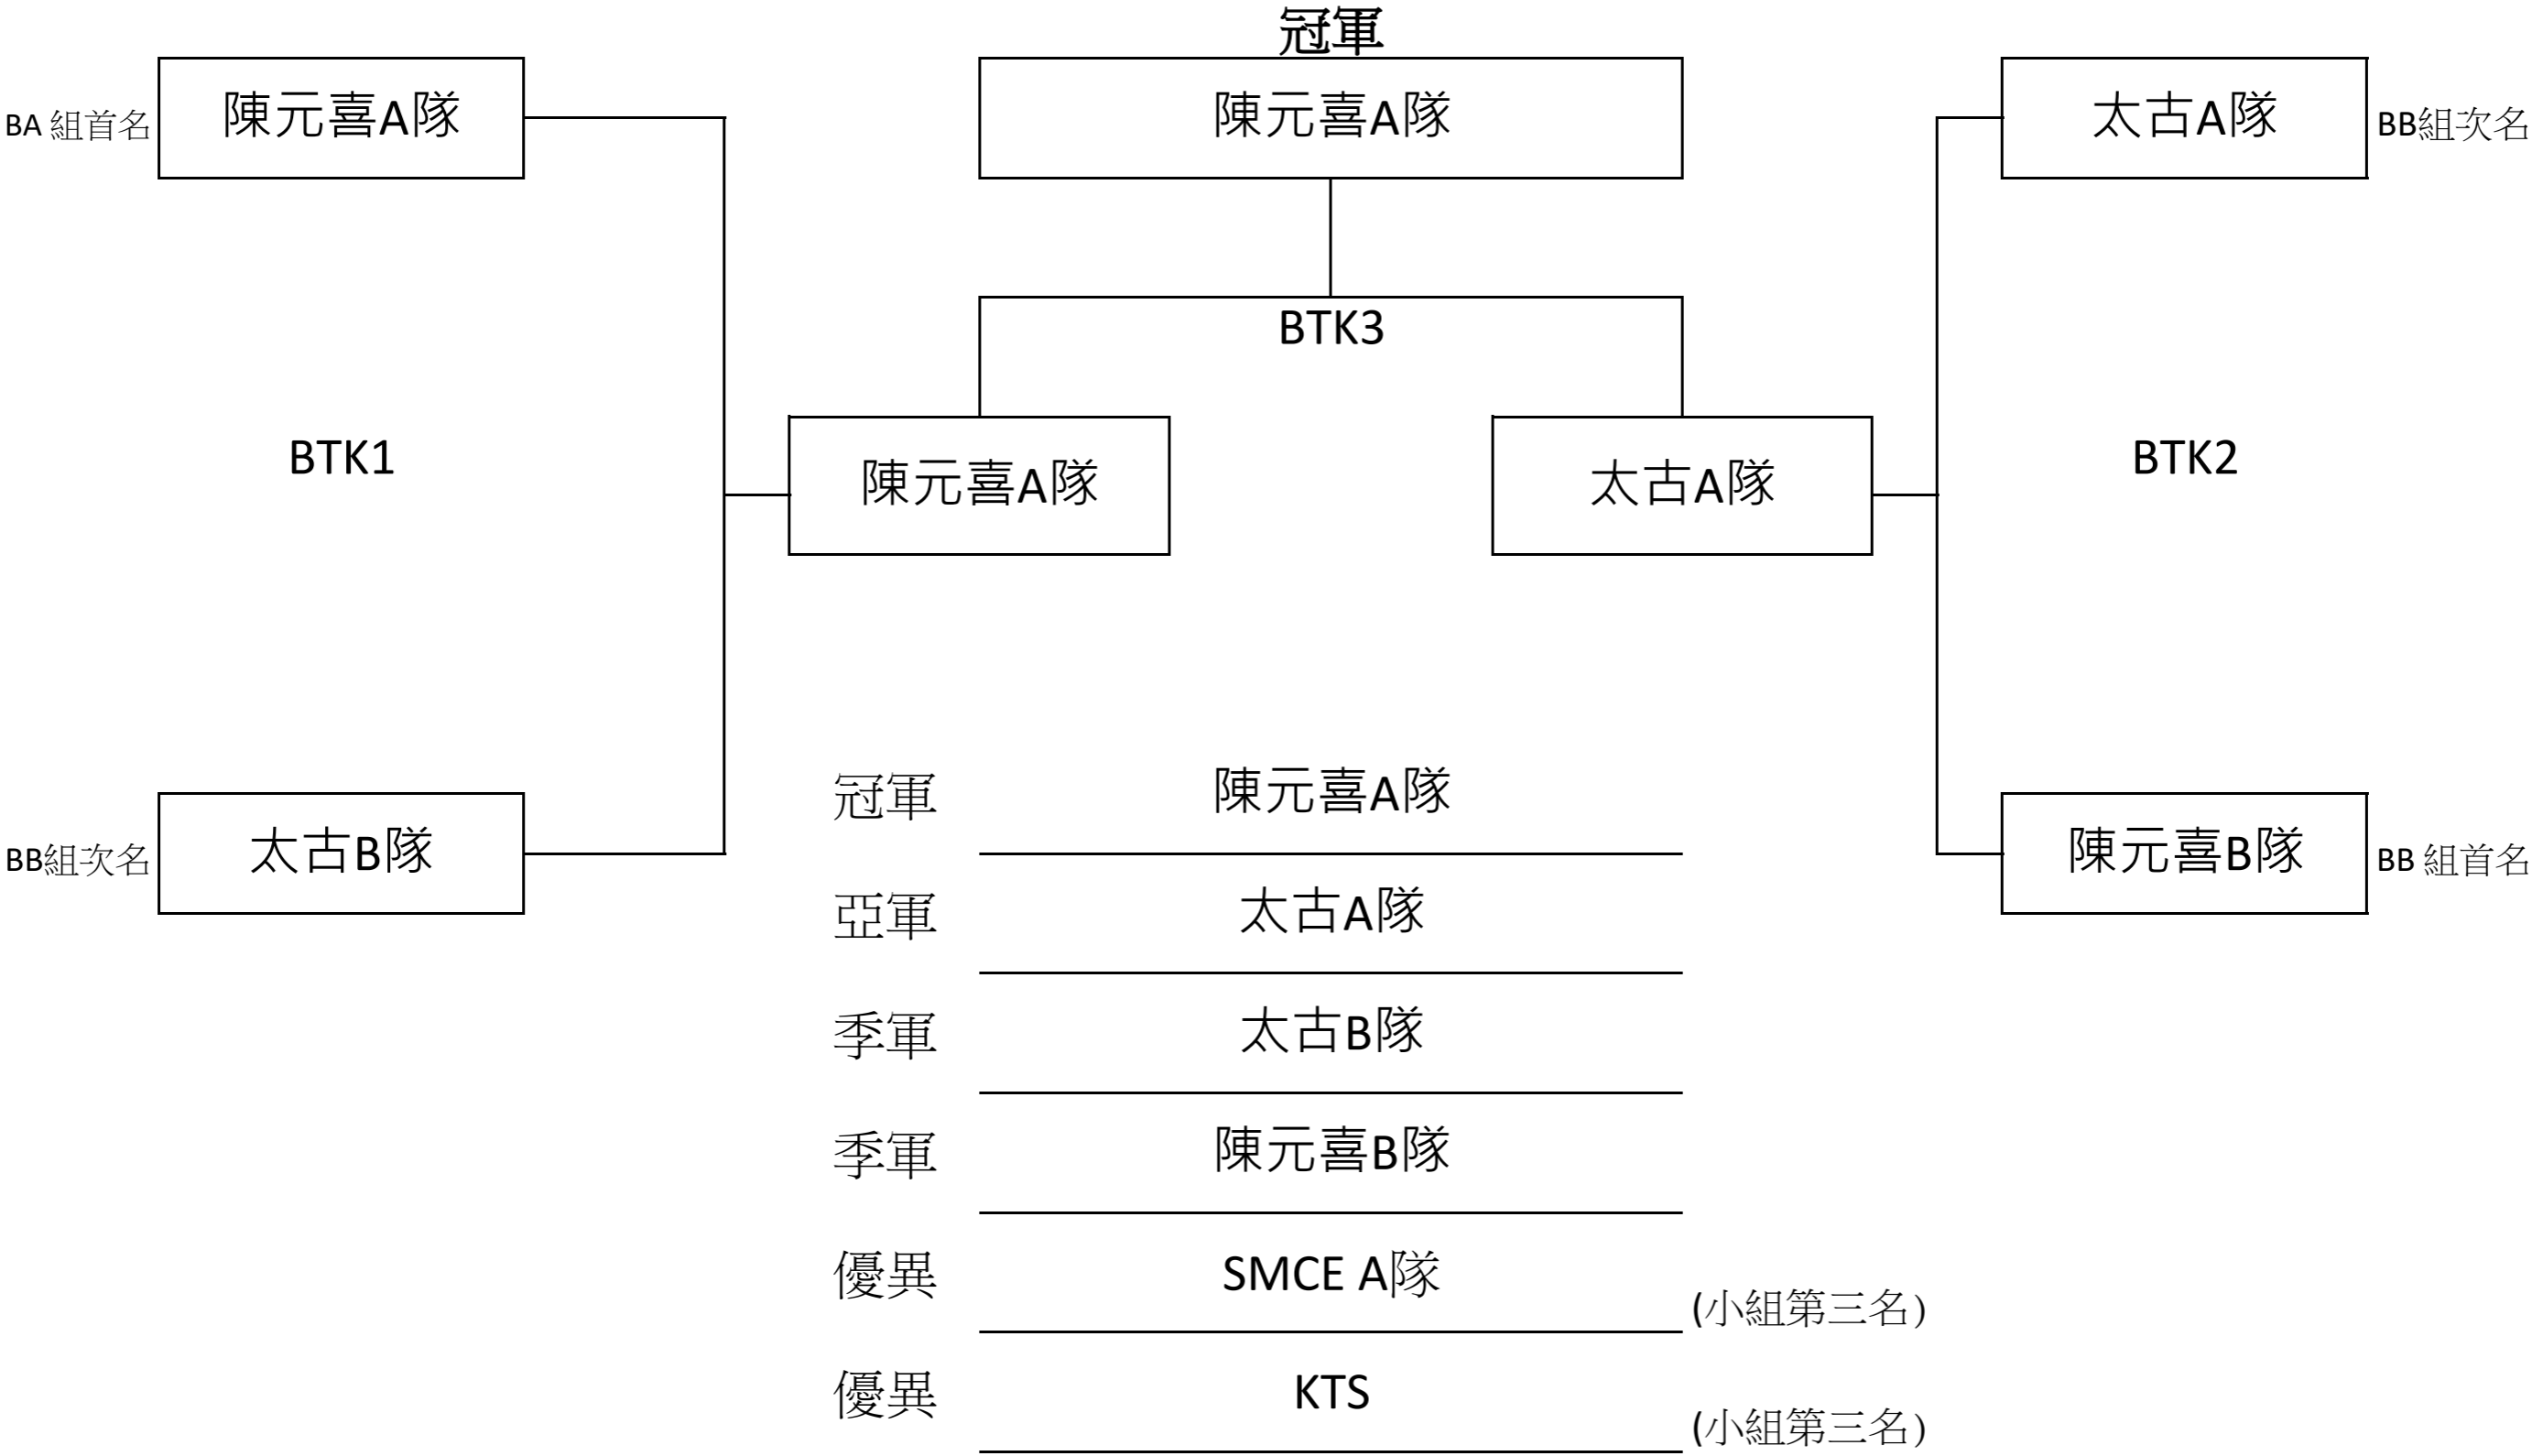 冠軍
BA 組首名
陳元喜A隊
陳元喜A隊
太古A隊
BB組次名
BTK3
BTK1
陳元喜A隊
太古A隊
BTK2
BB組次名
太古B隊
陳元喜B隊
BB 組首名
冠軍 陳元喜A隊
亞軍 太古A隊
季軍 太古B隊
季軍 陳元喜B隊
優異 SMCE A隊 (小組第三名)
優異 KTS (小組第三名)